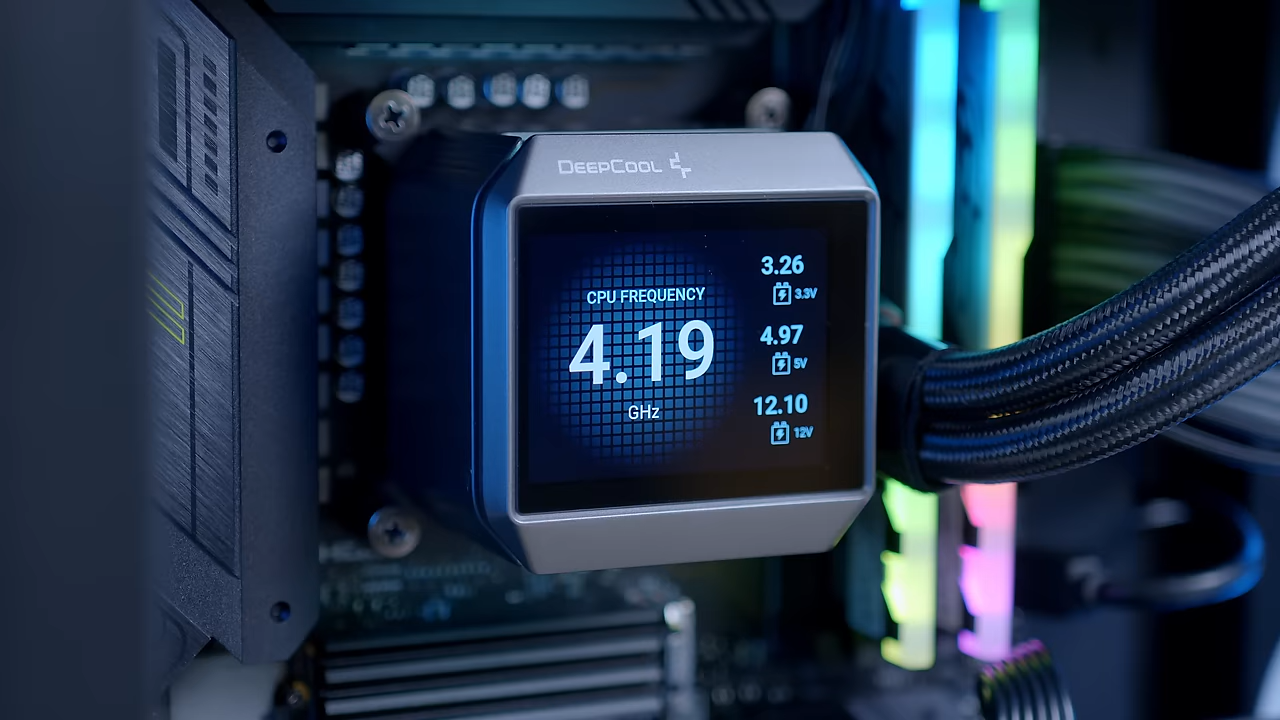 DEEPCOOL
CPU FREQUENCY
4.19
GHz
3.26
3.3V
4.97
5V
12.10
12V